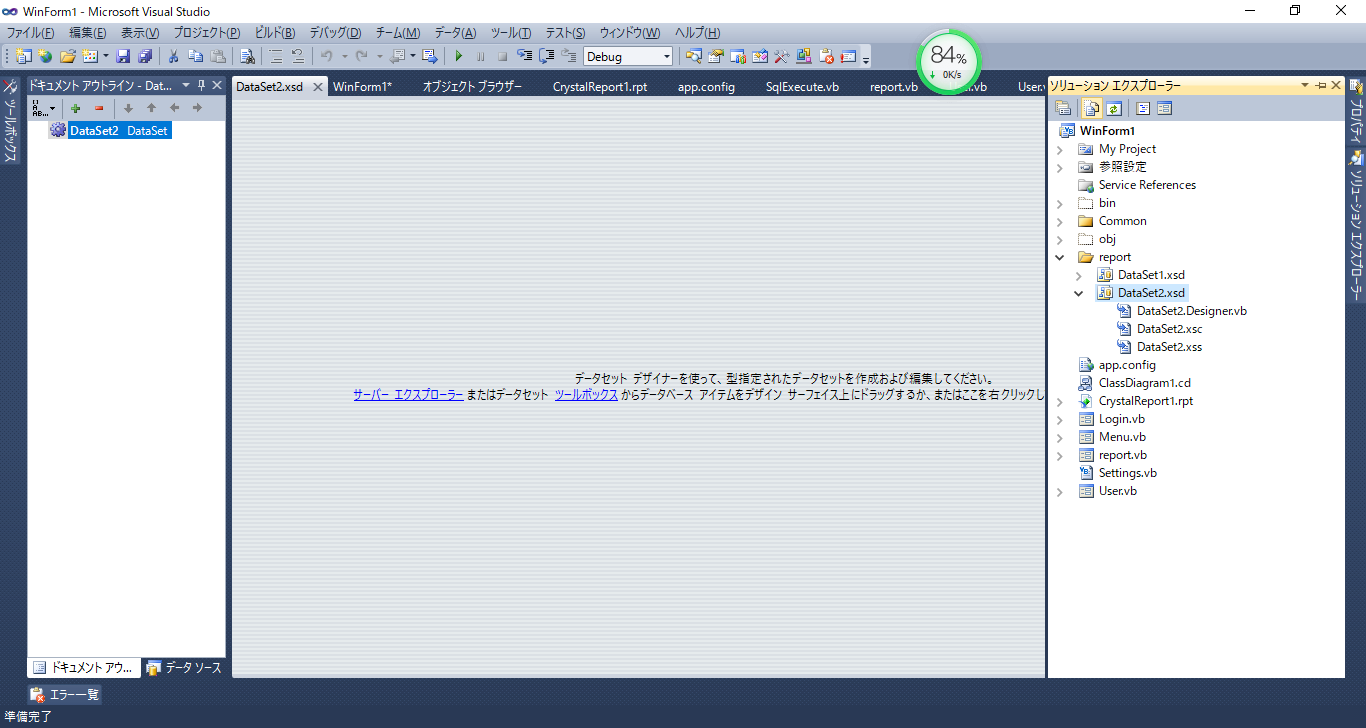 WinForm1 - Microsoft Visual Studio
ファイル(F) 編集(E) 表示(V) プロジェクト(P) ビルド(B) デバッグ(D) チーム(M) データ(A) ツール(T) テスト(S) ウィンドウ(W) ヘルプ(H)
Debug
84%
0K/s
ツールボックス
ドキュメント アウトライン - Dat...
DataSet2 DataSet
DataSet2.xsd WinForm1* オブジェクト ブラウザー CrystalReport1.rpt app.config SqlExecute.vb report.vb .vb User.
データセット デザイナーを使って、型指定されたデータセットを作成および編集してください。
サーバー エクスプローラー またはデータセット ツールボックス からデータベース アイテムをデザイン サーフェイス上にドラッグするか、またはここを右クリックし
ソリューション エクスプローラー
WinForm1
My Project
参照設定
Service References
bin
Common
obj
report
DataSet1.xsd
DataSet2.xsd
DataSet2.Designer.vb
DataSet2.xsc
DataSet2.xss
app.config
ClassDiagram1.cd
CrystalReport1.rpt
Login.vb
Menu.vb
report.vb
Settings.vb
User.vb
プロパティ
ソリューション エクスプローラー
ドキュメント アウ... データ ソース
エラー一覧
準備完了